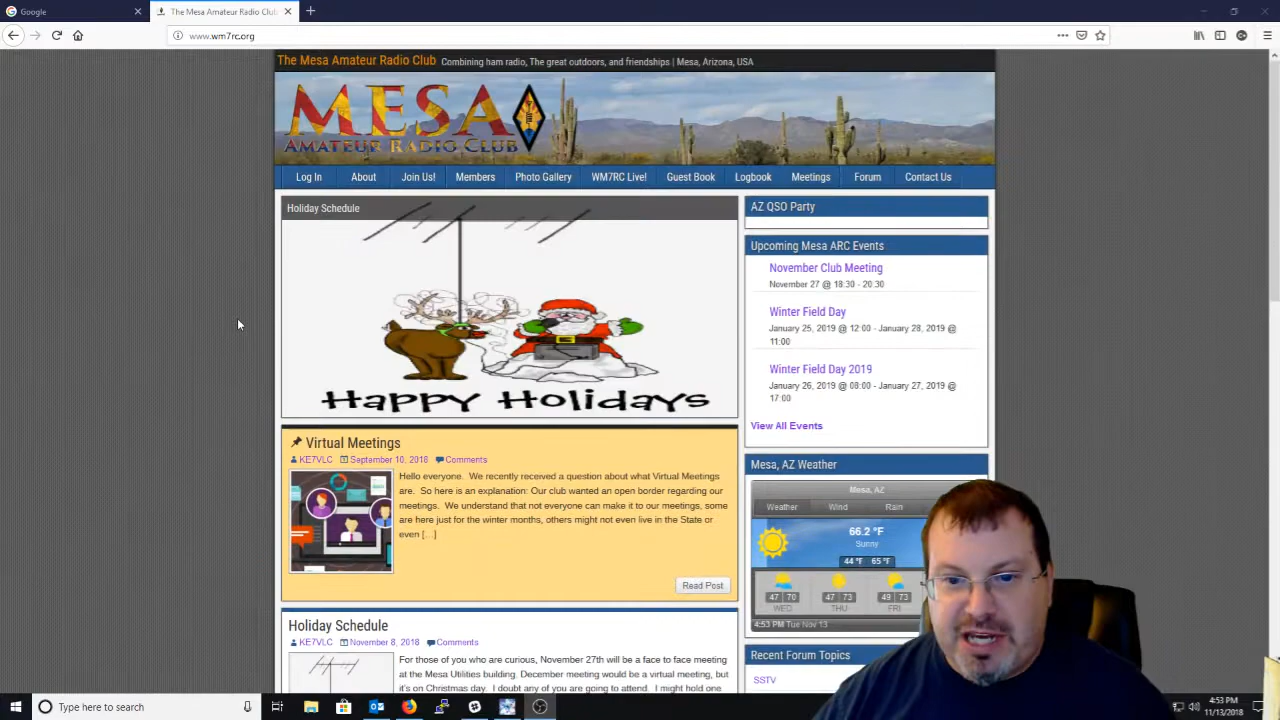 Google
The Mesa Amateur Radio Clu
www.wm7rc.org
The Mesa Amateur Radio Club Combining ham radio, The great outdoors, and friendships | Mesa, Arizona, USA
MESA
AMATEUR RADIO CLUB
Log In About Join Us! Members Photo Gallery WM7RC Live! Guest Book Logbook Meetings Forum Contact Us
Holiday Schedule
Happy Holidays
Virtual Meetings
KE7VLC September 10, 2018 Comments
Hello everyone. We recently received a question about what Virtual Meetings
are. So here is an explanation: Our club wanted an open border regarding our
meetings. We understand that not everyone can make it to our meetings, some
are here just for the winter months, others might not even live in the State or
even [...]
Read Post
Holiday Schedule
KE7VLC November 8, 2018 Comments
For those of you who are curious, November 27th will be a face to face meeting
at the Mesa Utilities building. December meeting would be a virtual meeting, but
it's on Christmas day. I doubt any of you are going to attend. I might hold one
AZ QSO Party
Upcoming Mesa ARC Events
November Club Meeting
November 27 @ 18:30 - 20:30
Winter Field Day
January 25, 2019 @ 12:00 - January 28, 2019 @
11:00
Winter Field Day 2019
January 26, 2019 @ 08:00 - January 27, 2019 @
17:00
View All Events
Mesa, AZ Weather
Mesa, AZ
Weather Wind Rain
66.2 °F
Sunny
44 °F 65 °F
47 70 47 73 49 73
WED THU FRI
4:53 PM Tue Nov 13
Recent Forum Topics
SSTV
Type here to search
4:53 PM
11/13/2018